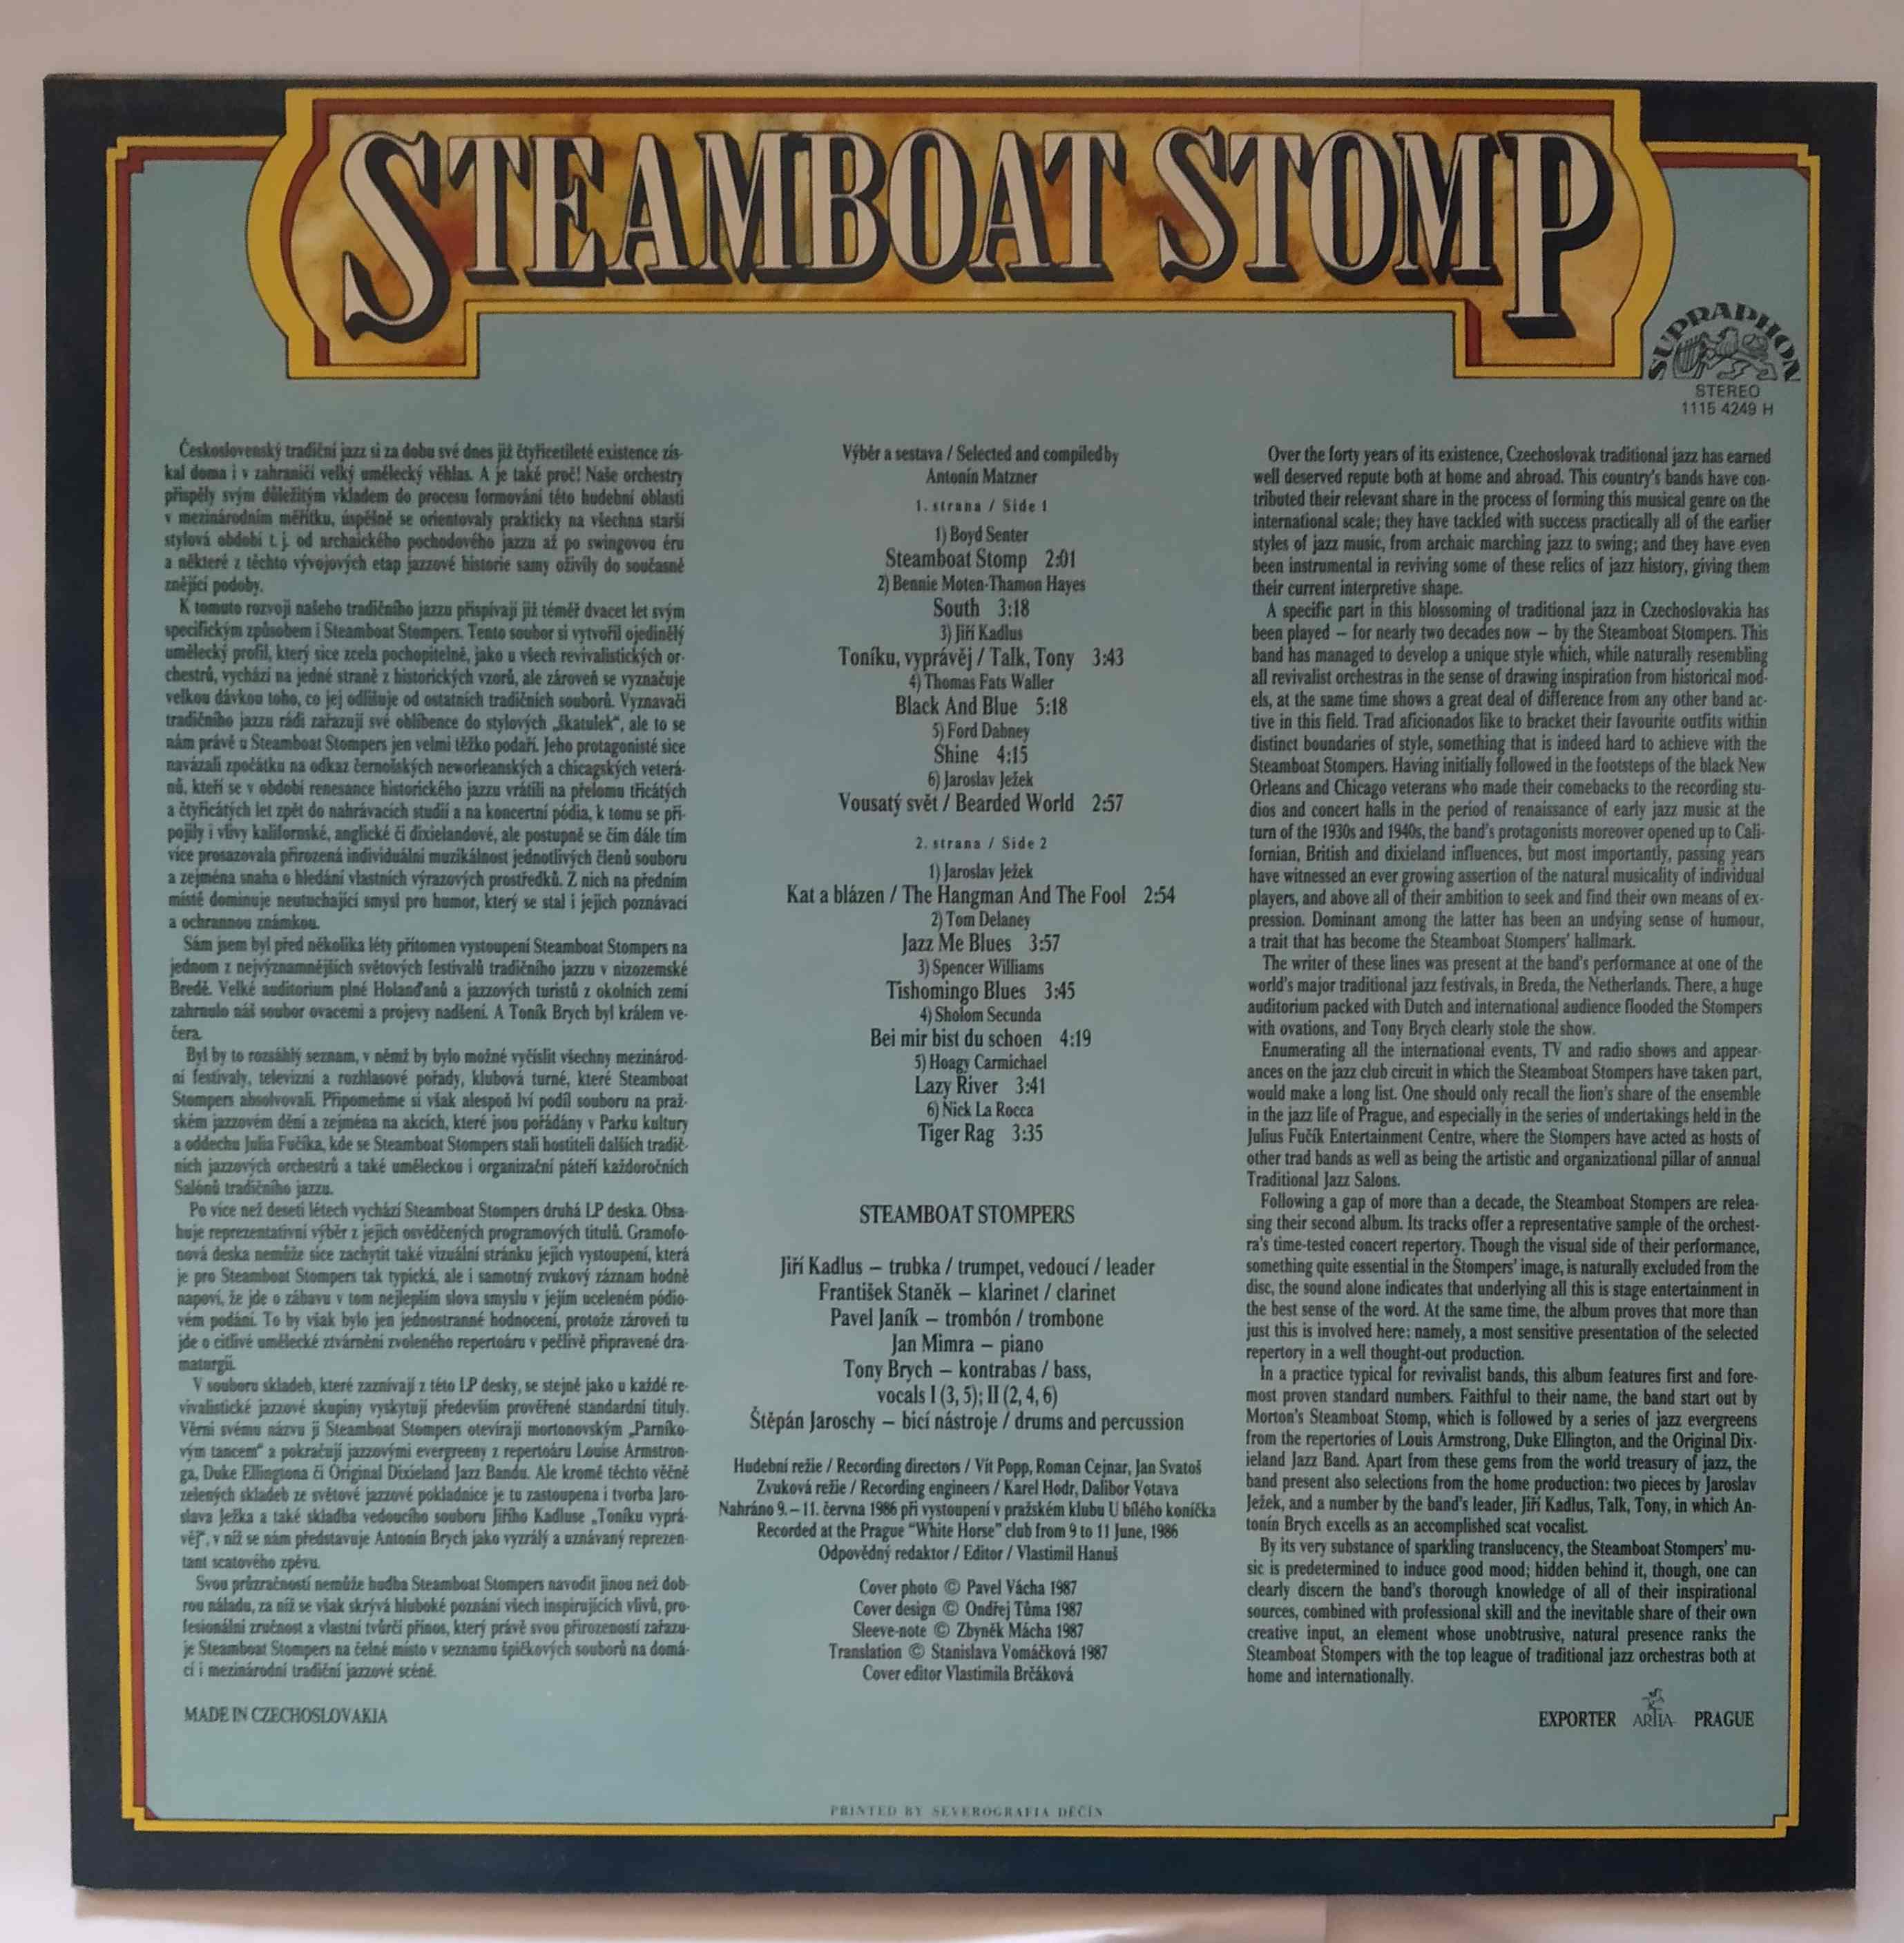 STEAMBOAT STOMP
SUPRAPHON
STEREO
1115 4249 H
Československý tradiční jazz si za dobu své dnes již čtyřicetileté existence zís-
kal doma i v zahraničí velký umělecký věhlas. A je také proč! Naše orchestry
přispěly svým důležitým vkladem do procesu formování této hudební oblasti
v mezinárodním měřítku, úspěšně se orientovaly prakticky na všechna starší
stylová období t. j. od archaického pochodového jazzu až po swingovou éru
a některé z těchto vývojových etap jazzové historie samy oživily do současně
znějící podoby.
K tomuto rozvoji našeho tradičního jazzu přispívají již téměř dvacet let svým
specifickým způsobem i Steamboat Stompers. Tento soubor si vytvořil ojedinělý
umělecký profil, který sice zcela pochopitelně, jako u všech revivalistických or-
chestrů, vychází na jedné straně z historických vzorů, ale zároveň se vyznačuje
velkou dávkou toho, co jej odlišuje od ostatních tradičních souborů. Vyznavači
tradičního jazzu rádi zařazují své oblíbence do stylových „škatulek“, ale to se
nám právě u Steamboat Stompers jen velmi těžko podaří. Jeho protagonisté sice
navázali zpočátku na odkaz černošských neworleanských a chicagských veterá-
nů, kteří se v období renesance historického jazzu vrátili na přelomu třicátých
a čtyřicátých let zpět do nahrávacích studií a na koncertní pódia, k tomu se při-
pojily i vlivy kalifornské, anglické či dixielandové, ale postupně se čím dále tím
více prosazovala přirozená individuální muzikálnost jednotlivých členů souboru
a zejména snaha o hledání vlastních výrazových prostředků. Z nich na předním
místě dominuje neutuchající smysl pro humor, který se stal i jejich poznávací
a ochrannou známkou.
Sám jsem byl před několika léty přítomen vystoupení Steamboat Stompers na
jednom z nejvýznamnějších světových festivalů tradičního jazzu v nizozemské
Bredě. Velké auditorium plné Holanďanů a jazzových turistů z okolních zemí
zahrnulo náš soubor ovacemi a projevy nadšení. A Toník Brych byl králem ve-
čera.
Byl by to rozsáhlý seznam, v němž by bylo možné vyčíslit všechny mezinárod-
ní festivaly, televizní a rozhlasové pořady, klubová turné, které Steamboat
Stompers absolvovali. Připomeňme si však alespoň lví podíl souboru na praž-
ském jazzovém dění a zejména na akcích, které jsou pořádány v Parku kultury
a oddechu Julia Fučíka, kde se Steamboat Stompers stali hostiteli dalších tradič-
ních jazzových orchestrů a také uměleckou i organizační páteří každoročních
Salónů tradičního jazzu.
Po více než deseti létech vychází Steamboat Stompers druhá LP deska. Obsa-
huje reprezentativní výběr z jejich osvědčených programových titulů. Gramofo-
nová deska nemůže sice zachytit také vizuální stránku jejich vystoupení, která
je pro Steamboat Stompers tak typická, ale i samotný zvukový záznam hodně
napoví, že jde o zábavu v tom nejlepším slova smyslu v jejím uceleném pódio-
vém podání. To by však bylo jen jednostranné hodnocení, protože zároveň tu
jde o citlivé umělecké ztvárnění zvoleného repertoáru v pečlivě připravené dra-
maturgii.
V souboru skladeb, které zaznívají z této LP desky, se stejně jako u každé re-
vivalistické jazzové skupiny vyskytují především prověřené standardní tituly.
Věrni svému názvu ji Steamboat Stompers otevírají mortonovským „Parníko-
vým tancem“ a pokračují jazzovými evergreeny z repertoáru Louise Armstron-
ga, Duke Ellingtona či Original Dixieland Jazz Bandu. Ale kromě těchto věčně
zelených skladeb ze světové jazzové pokladnice je tu zastoupena i tvorba Jaro-
slava Ježka a také skladba vedoucího souboru Jiřího Kadluse „Toníku vyprá-
věj“, v níž se nám představuje Antonín Brych jako vyzrálý a uznávaný reprezen-
tant scatového zpěvu.
Svou průzračností nemůže hudba Steamboat Stompers navodit jinou než dob-
rou náladu, za níž se však skrývá hluboké poznání všech inspirujících vlivů, pro-
fesionální zručnost a vlastní tvůrčí přínos, který právě svou přirozeností zařazu-
je Steamboat Stompers na čelné místo v seznamu špičkových souborů na domá-
cí i mezinárodní tradiční jazzové scéně.
MADE IN CZECHOSLOVAKIA
Výběr a sestava / Selected and compiled by
Antonín Matzner
1. strana / Side 1
1) Boyd Senter
Steamboat Stomp 2:01
2) Bennie Moten-Thamon Hayes
South 3:18
3) Jiří Kadlus
Toníku, vyprávěj / Talk, Tony 3:43
4) Thomas Fats Waller
Black And Blue 5:18
5) Ford Dabney
Shine 4:15
6) Jaroslav Ježek
Vousatý svět / Bearded World 2:57
2. strana / Side 2
1) Jaroslav Ježek
Kat a blázen / The Hangman And The Fool 2:54
2) Tom Delaney
Jazz Me Blues 3:57
3) Spencer Williams
Tishomingo Blues 3:45
4) Sholom Secunda
Bei mir bist du schoen 4:19
5) Hoagy Carmichael
Lazy River 3:41
6) Nick La Rocca
Tiger Rag 3:35
STEAMBOAT STOMPERS
Jiří Kadlus – trubka / trumpet, vedoucí / leader
František Staněk – klarinet / clarinet
Pavel Janík – trombón / trombone
Jan Mimra – piano
Tony Brych – kontrabas / bass,
vocals I (3, 5); II (2, 4, 6)
Štěpán Jaroschy – bicí nástroje / drums and percussion
Hudební režie / Recording directors / Vít Popp, Roman Cejnar, Jan Svatoš
Zvuková režie / Recording engineers / Karel Hodr, Dalibor Votava
Nahráno 9. – 11. června 1986 při vystoupení v pražském klubu U bílého koníčka
Recorded at the Prague “White Horse” club from 9 to 11 June, 1986
Odpovědný redaktor / Editor / Vlastimil Hanuš
Cover photo © Pavel Vácha 1987
Cover design © Ondřej Tůma 1987
Sleeve-note © Zbyněk Mácha 1987
Translation © Stanislava Vomáčková 1987
Cover editor Vlastimila Brčáková
Over the forty years of its existence, Czechoslovak traditional jazz has earned
well deserved repute both at home and abroad. This country's bands have con-
tributed their relevant share in the process of forming this musical genre on the
international scale; they have tackled with success practically all of the earlier
styles of jazz music, from archaic marching jazz to swing; and they have even
been instrumental in reviving some of these relics of jazz history, giving them
their current interpretive shape.
A specific part in this blossoming of traditional jazz in Czechoslovakia has
been played – for nearly two decades now – by the Steamboat Stompers. This
band has managed to develop a unique style which, while naturally resembling
all revivalist orchestras in the sense of drawing inspiration from historical mod-
els, at the same time shows a great deal of difference from any other band ac-
tive in this field. Trad aficionados like to bracket their favourite outfits within
distinct boundaries of style, something that is indeed hard to achieve with the
Steamboat Stompers. Having initially followed in the footsteps of the black New
Orleans and Chicago veterans who made their comebacks to the recording stu-
dios and concert halls in the period of renaissance of early jazz music at the
turn of the 1930s and 1940s, the band's protagonists moreover opened up to Cali-
fornian, British and dixieland influences, but most importantly, passing years
have witnessed an ever growing assertion of the natural musicality of individual
players, and above all of their ambition to seek and find their own means of ex-
pression. Dominant among the latter has been an undying sense of humour,
a trait that has become the Steamboat Stompers' hallmark.
The writer of these lines was present at the band's performance at one of the
world's major traditional jazz festivals, in Breda, the Netherlands. There, a huge
auditorium packed with Dutch and international audience flooded the Stompers
with ovations, and Tony Brych clearly stole the show.
Enumerating all the international events, TV and radio shows and appear-
ances on the jazz club circuit in which the Steamboat Stompers have taken part,
would make a long list. One should only recall the lion's share of the ensemble
in the jazz life of Prague, and especially in the series of undertakings held in the
Julius Fučík Entertainment Centre, where the Stompers have acted as hosts of
other trad bands as well as being the artistic and organizational pillar of annual
Traditional Jazz Salons.
Following a gap of more than a decade, the Steamboat Stompers are relea-
sing their second album. Its tracks offer a representative sample of the orchest-
ra's time-tested concert repertory. Though the visual side of their performance,
something quite essential in the Stompers' image, is naturally excluded from the
disc, the sound alone indicates that underlying all this is stage entertainment in
the best sense of the word. At the same time, the album proves that more than
just this is involved here: namely, a most sensitive presentation of the selected
repertory in a well thought-out production.
In a practice typical for revivalist bands, this album features first and fore-
most proven standard numbers. Faithful to their name, the band start out by
Morton's Steamboat Stomp, which is followed by a series of jazz evergreens
from the repertories of Louis Armstrong, Duke Ellington, and the Original Dix-
ieland Jazz Band. Apart from these gems from the world treasury of jazz, the
band present also selections from the home production: two pieces by Jaroslav
Ježek, and a number by the band's leader, Jiří Kadlus, Talk, Tony, in which An-
tonín Brych excells as an accomplished scat vocalist.
By its very substance of sparkling translucency, the Steamboat Stompers' mu-
sic is predetermined to induce good mood; hidden behind it, though, one can
clearly discern the band's thorough knowledge of all of their inspirational
sources, combined with professional skill and the inevitable share of their own
creative input, an element whose unobtrusive, natural presence ranks the
Steamboat Stompers with the top league of traditional jazz orchestras both at
home and internationally.
EXPORTER ARTIA PRAGUE
PRINTED BY SEVEROGRAFIA DĚČÍN